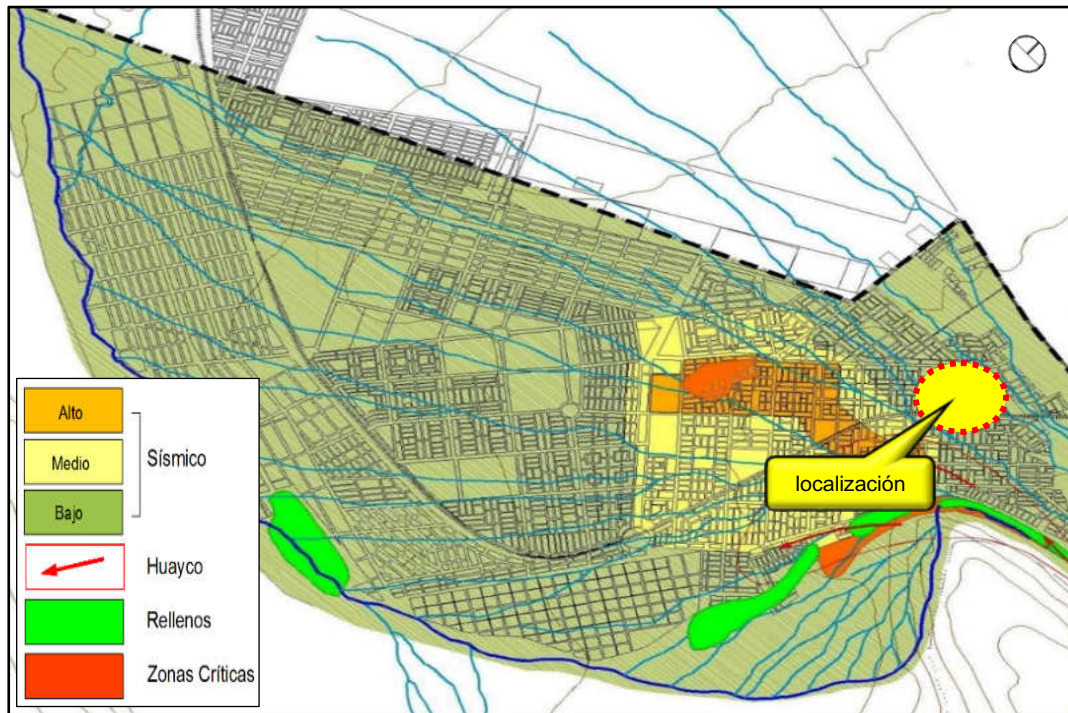 localización
Alto
Medio
Sísmico
Bajo
Huayco
Rellenos
Zonas Críticas